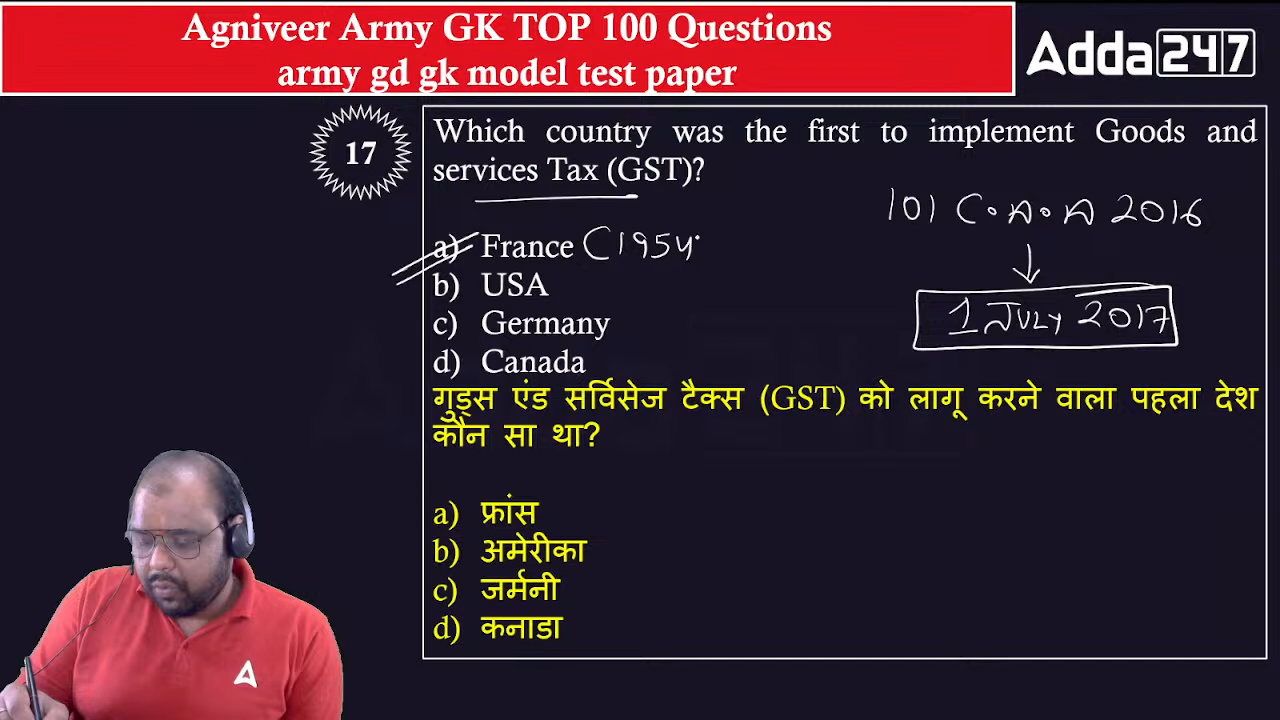 Agniveer Army GK TOP 100 Questions
army gd gk model test paper
Adda247
17
Which country was the first to implement Goods and
services Tax (GST)?
101 C.A.A 2016
a) France (1954
b) USA
1 JULY 2017
c) Germany
d) Canada
गुड्स एंड सर्विसेज टैक्स (GST) को लागू करने वाला पहला देश
कौन सा था?
a) फ्रांस
b) अमेरीका
c) जर्मनी
d) कनाडा